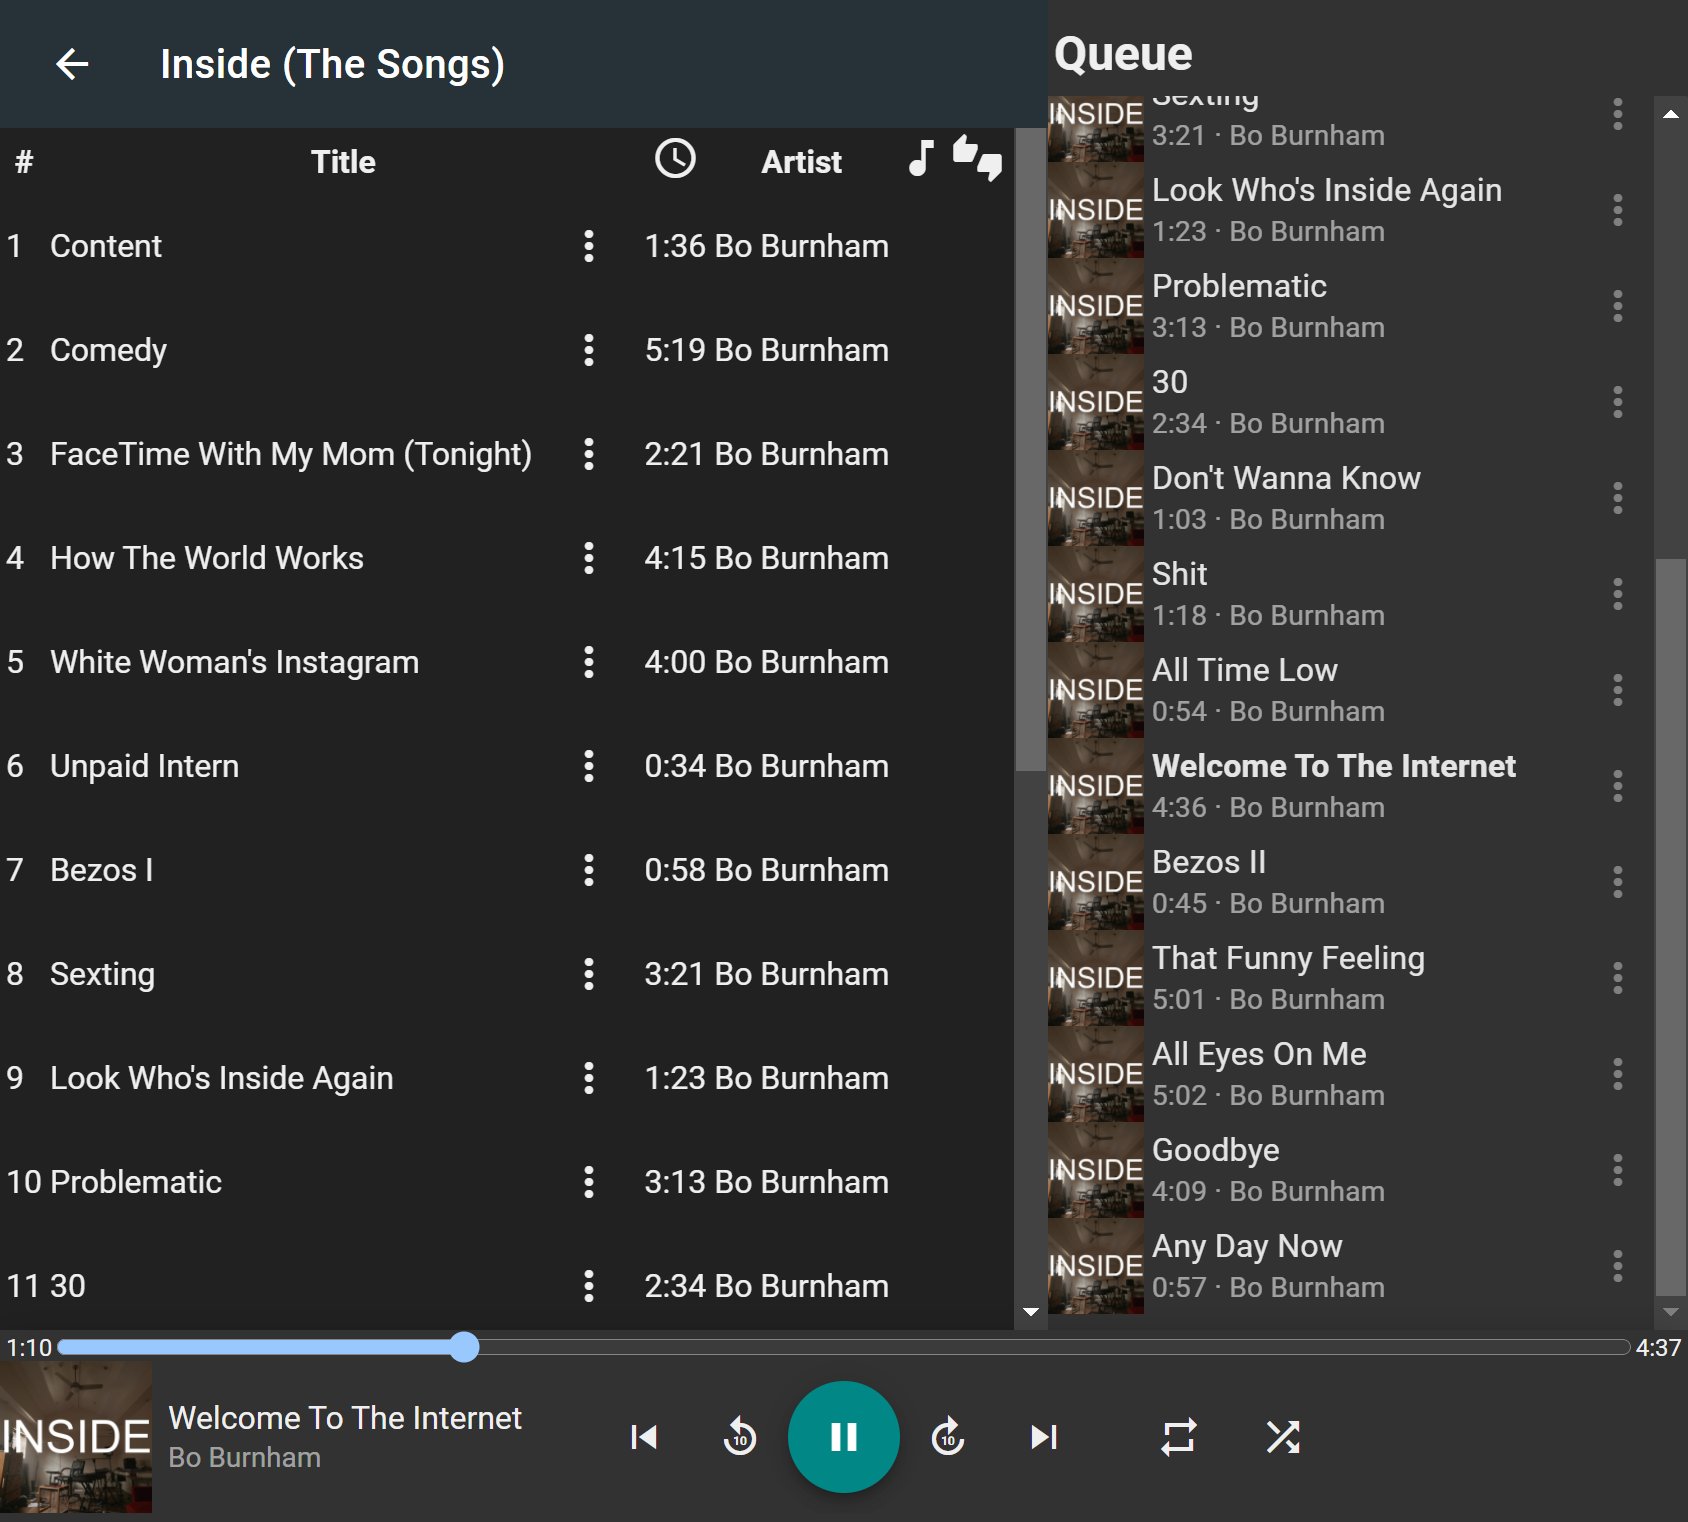 Inside (The Songs)
# Title Artist
1 Content 1:36 Bo Burnham
2 Comedy 5:19 Bo Burnham
3 FaceTime With My Mom (Tonight) 2:21 Bo Burnham
4 How The World Works 4:15 Bo Burnham
5 White Woman's Instagram 4:00 Bo Burnham
6 Unpaid Intern 0:34 Bo Burnham
7 Bezos I 0:58 Bo Burnham
8 Sexting 3:21 Bo Burnham
9 Look Who's Inside Again 1:23 Bo Burnham
10 Problematic 3:13 Bo Burnham
11 30 2:34 Bo Burnham
Queue
INSIDE
Sexting
3:21 · Bo Burnham
INSIDE
Look Who's Inside Again
1:23 · Bo Burnham
INSIDE
Problematic
3:13 · Bo Burnham
INSIDE
30
2:34 · Bo Burnham
INSIDE
Don't Wanna Know
1:03 · Bo Burnham
INSIDE
Shit
1:18 · Bo Burnham
INSIDE
All Time Low
0:54 · Bo Burnham
INSIDE
Welcome To The Internet
4:36 · Bo Burnham
INSIDE
Bezos II
0:45 · Bo Burnham
INSIDE
That Funny Feeling
5:01 · Bo Burnham
INSIDE
All Eyes On Me
5:02 · Bo Burnham
INSIDE
Goodbye
4:09 · Bo Burnham
INSIDE
Any Day Now
0:57 · Bo Burnham
1:10 4:37
INSIDE
Welcome To The Internet
Bo Burnham
10 10